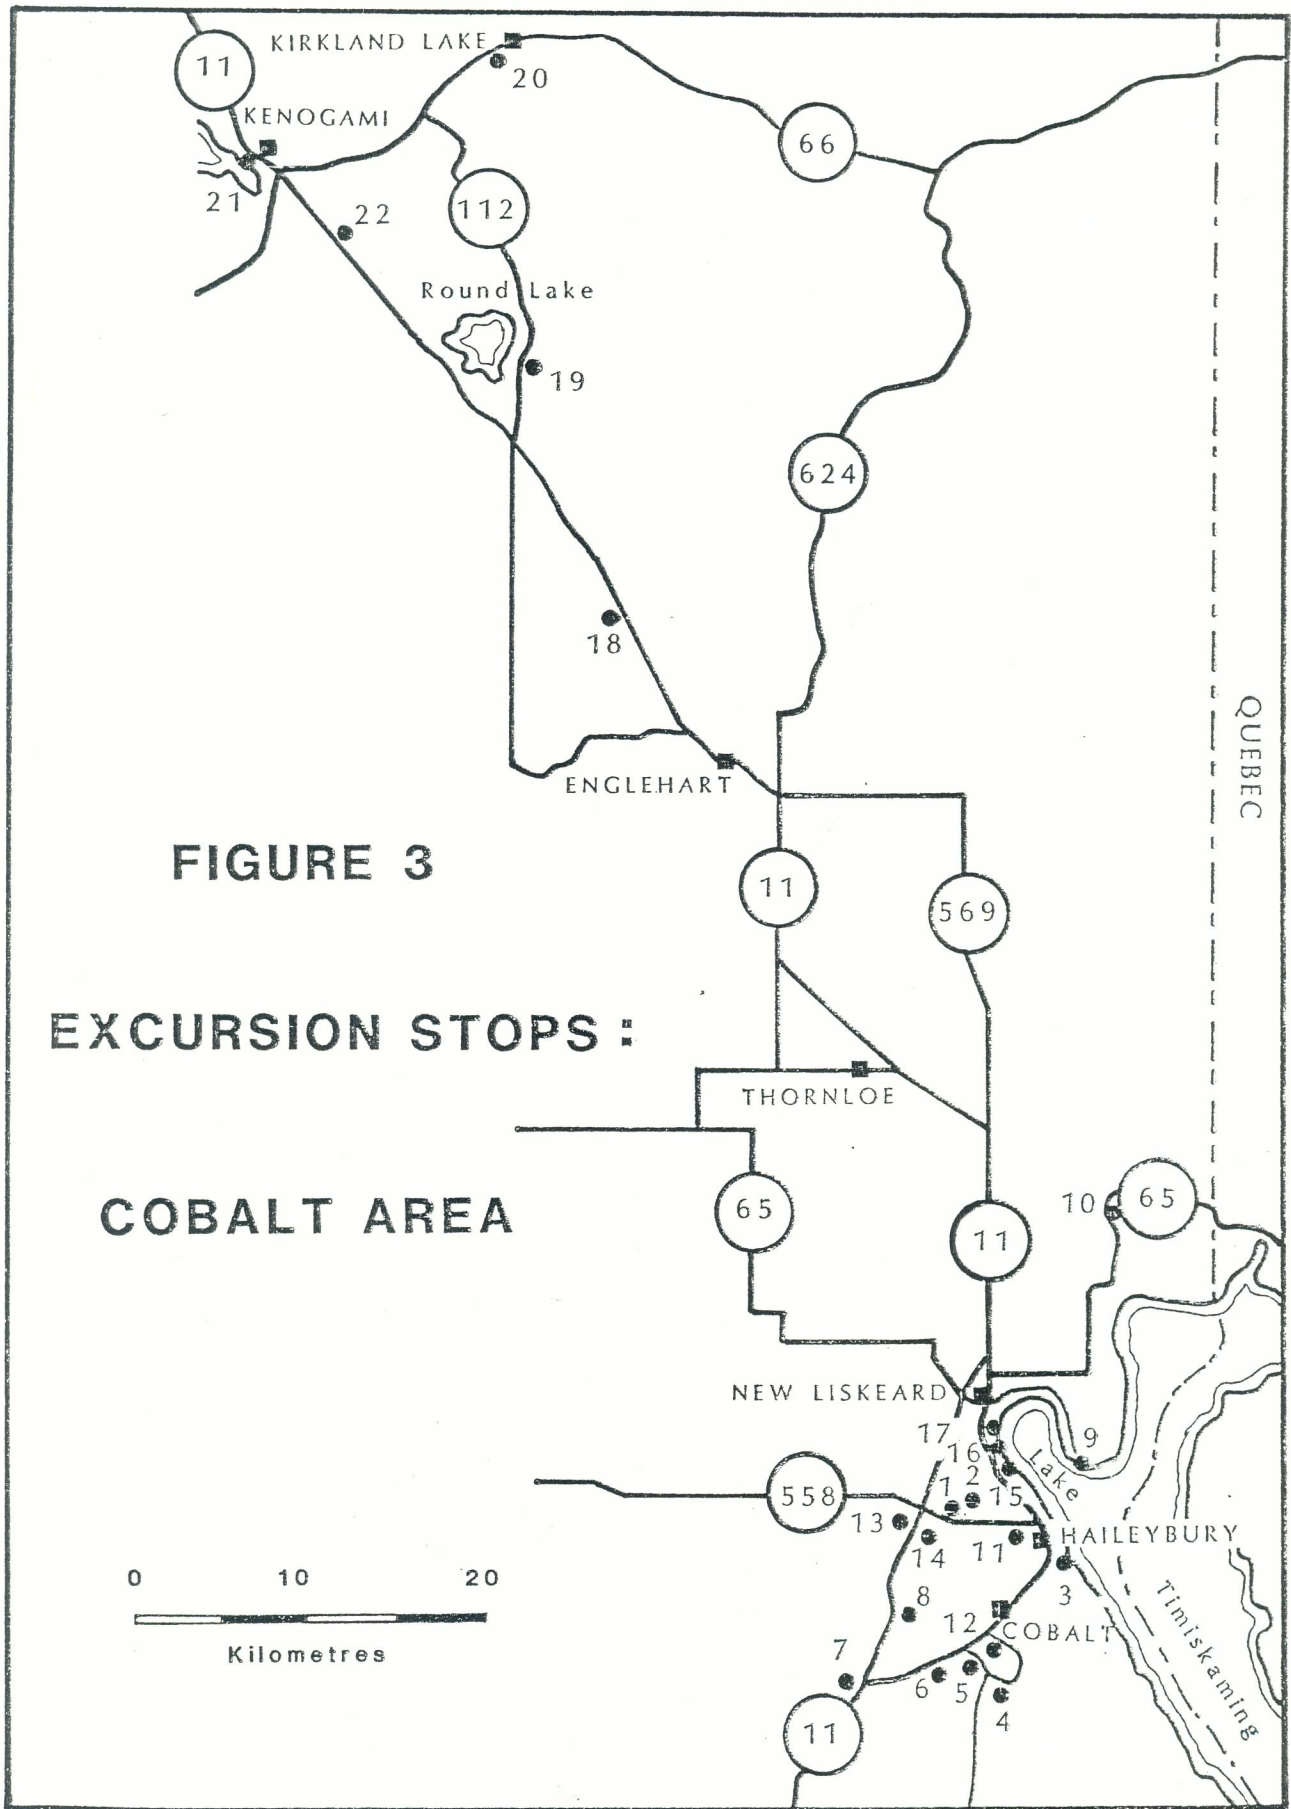 11
KIRKLAND LAKE
20
KENOGAMI
66
21
22
112
Round Lake
19
624
18
QUEBEC
ENGLEHART
FIGURE 3
11
569
EXCURSION STOPS :
THORNLOE
COBALT AREA
65
10
65
11
NEW LISKEARD
17
16
9
Lake
2
1
15
558
13
14
11
HAILEYBURY
3
0 10 20
Kilometres
8
12
COBALT
Timiskaming
7
6
5
4
11